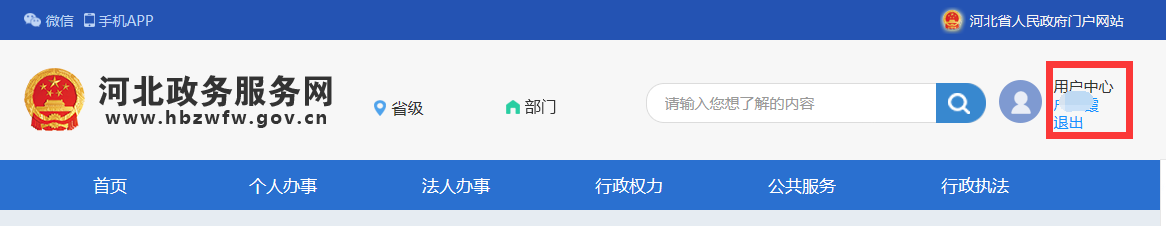 微信 手机APP 河北省人民政府门户网站
河北政务服务网
www.hbzwfw.gov.cn
省级 部门
请输入您想了解的内容
用户中心
霞
退出
首页 个人办事 法人办事 行政权力 公共服务 行政执法